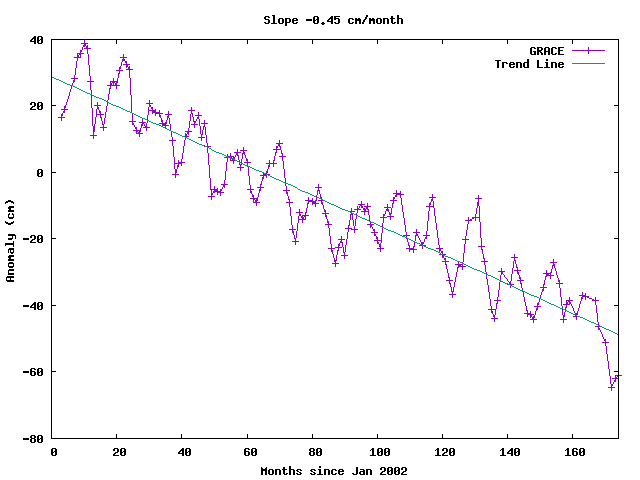 Slope -0.45 cm/month
GRACE
Trend Line
40
20
0
-20
-40
-60
-80
Anomaly (cm)
0 20 40 60 80 100 120 140 160
Months since Jan 2002